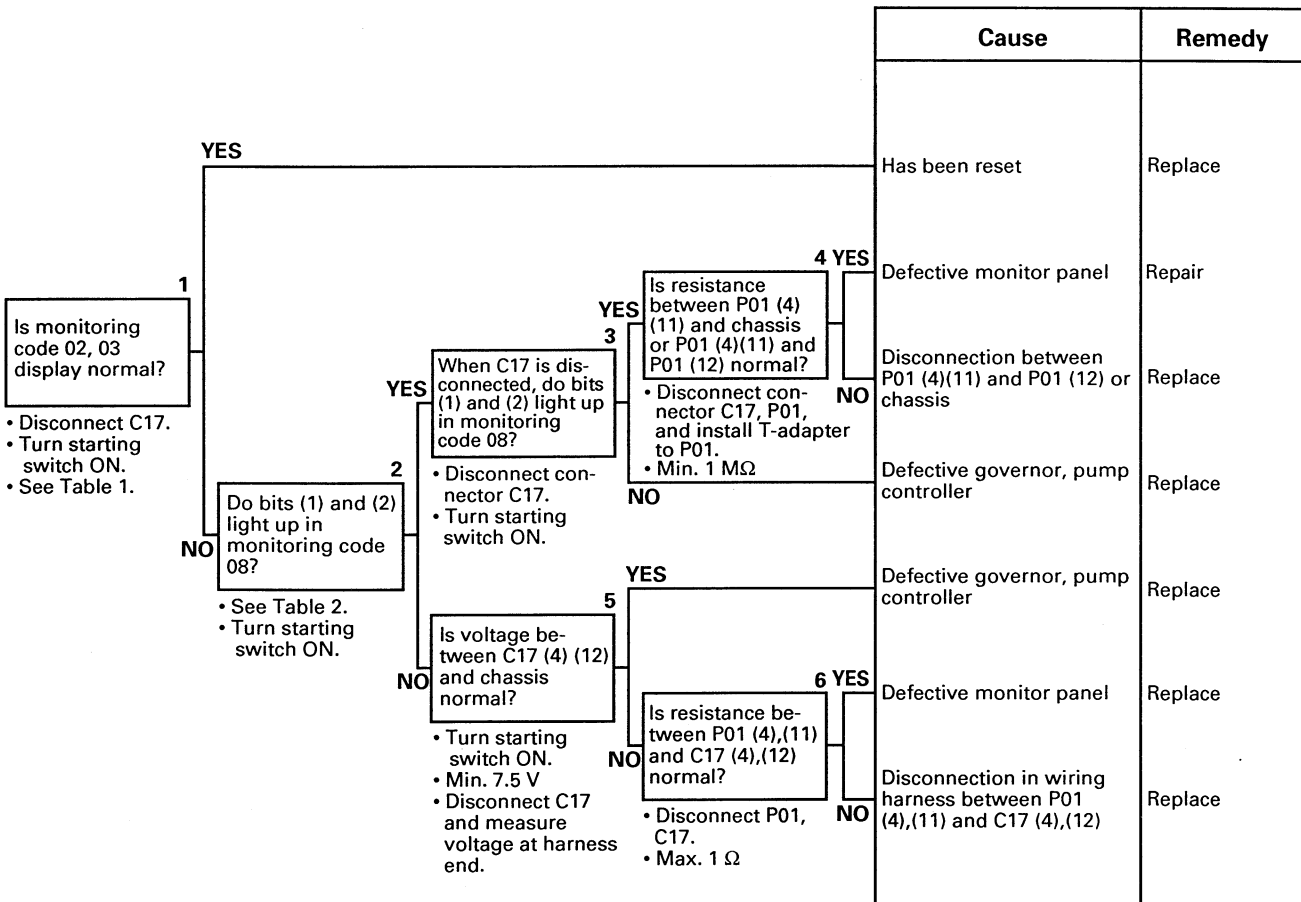 Cause
Remedy
YES
Has been reset
Replace
1
Is monitoring
code 02, 03
display normal?
• Disconnect C17.
• Turn starting
switch ON.
• See Table 1.
NO
2
Do bits (1) and (2)
light up in
monitoring code
08?
• See Table 2.
• Turn starting
switch ON.
YES
3
When C17 is dis-
connected, do bits
(1) and (2) light up
in monitoring
code 08?
• Disconnect con-
nector C17.
• Turn starting
switch ON.
YES
4
Is resistance
between P01 (4)
(11) and chassis
or P01 (4)(11) and
P01 (12) normal?
• Disconnect con-
nector C17, P01,
and install T-adapter
to P01.
• Min. 1 MΩ
YES
Defective monitor panel
Repair
NO
Disconnection between
P01 (4)(11) and P01 (12) or
chassis
Replace
NO
Defective governor, pump
controller
Replace
NO
5
Is voltage be-
tween C17 (4) (12)
and chassis
normal?
• Turn starting
switch ON.
• Min. 7.5 V
• Disconnect C17
and measure
voltage at harness
end.
YES
Defective governor, pump
controller
Replace
NO
6
Is resistance be-
tween P01 (4),(11)
and C17 (4),(12)
normal?
• Disconnect P01,
C17.
• Max. 1 Ω
YES
Defective monitor panel
Replace
NO
Disconnection in wiring
harness between P01
(4),(11) and C17 (4),(12)
Replace